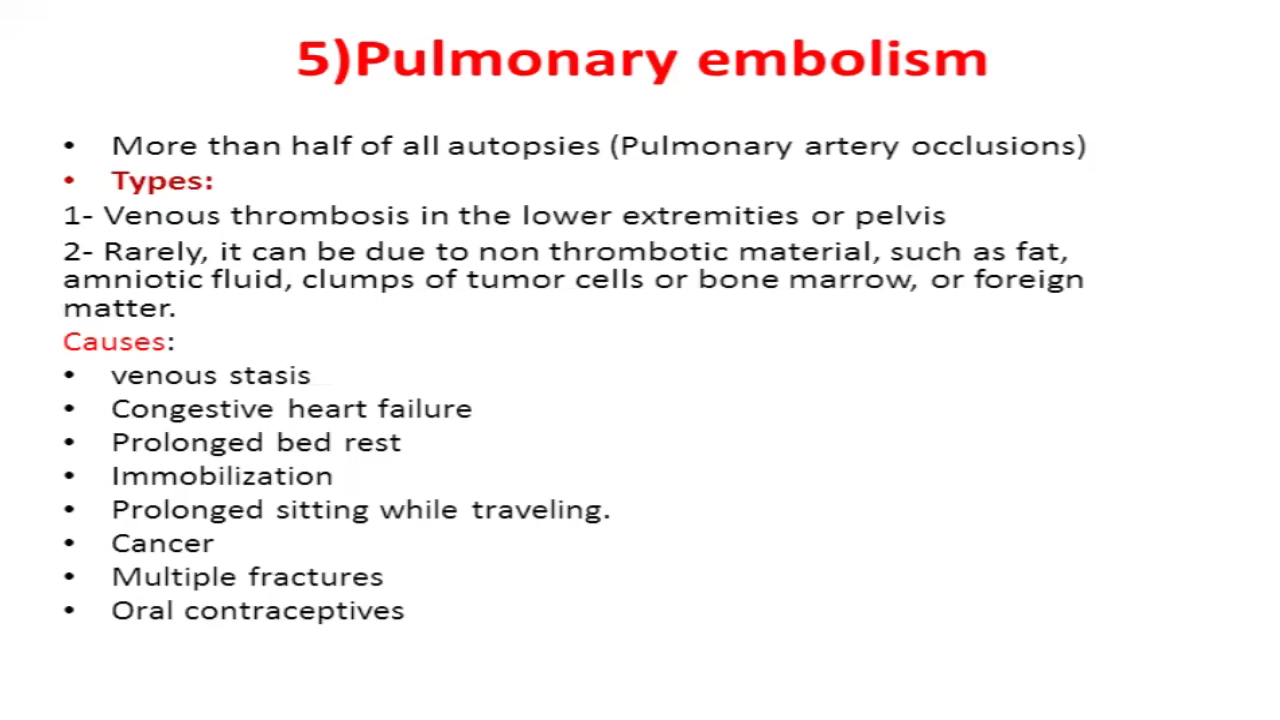 5)Pulmonary embolism
• More than half of all autopsies (Pulmonary artery occlusions)
• Types:
1- Venous thrombosis in the lower extremities or pelvis
2- Rarely, it can be due to non thrombotic material, such as fat,
amniotic fluid, clumps of tumor cells or bone marrow, or foreign
matter.
Causes:
• venous stasis
• Congestive heart failure
• Prolonged bed rest
• Immobilization
• Prolonged sitting while traveling.
• Cancer
• Multiple fractures
• Oral contraceptives